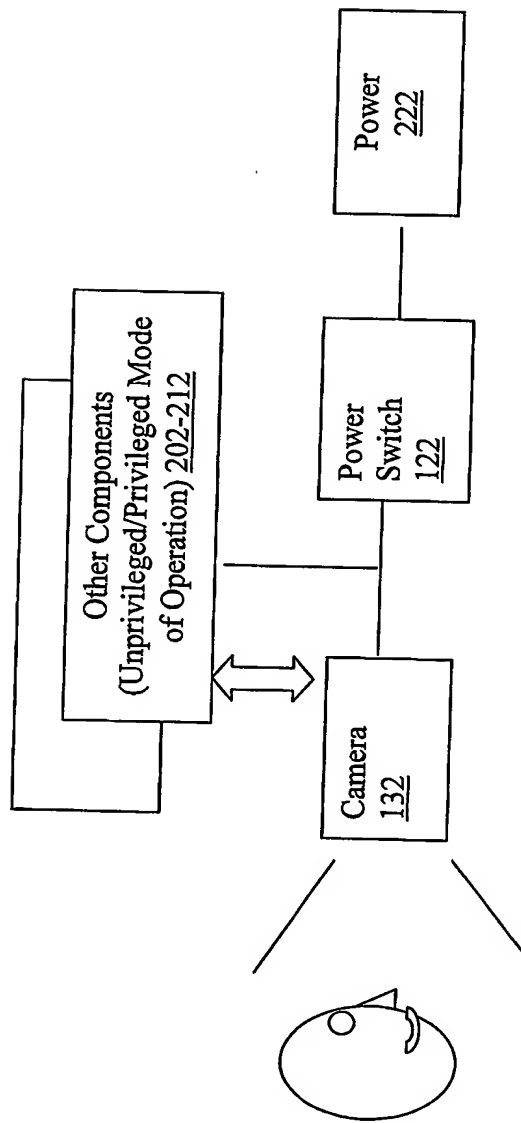 Other Components
(Unprivileged/Privileged Mode
of Operation) 202-212
Camera
132
Power
Switch
122
Power
222